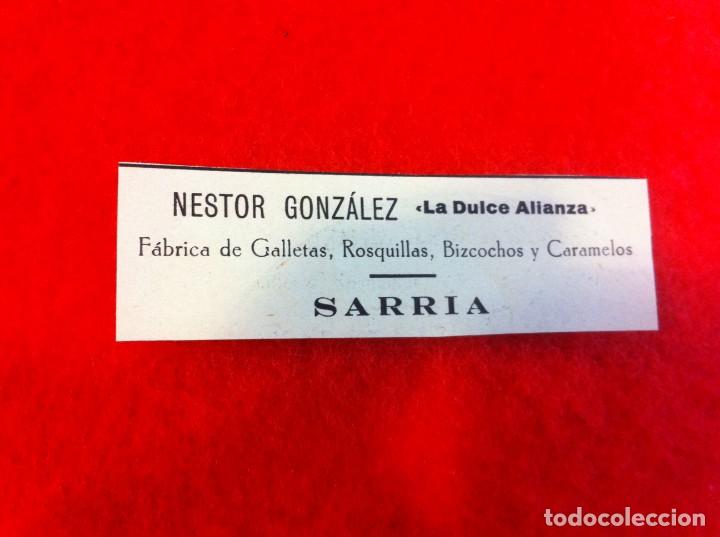 NESTOR GONZÁLEZ ‹La Dulce Alianza›
Fábrica de Galletas, Rosquillas, Bizcochos y Caramelos
SARRIA
todocoleccion